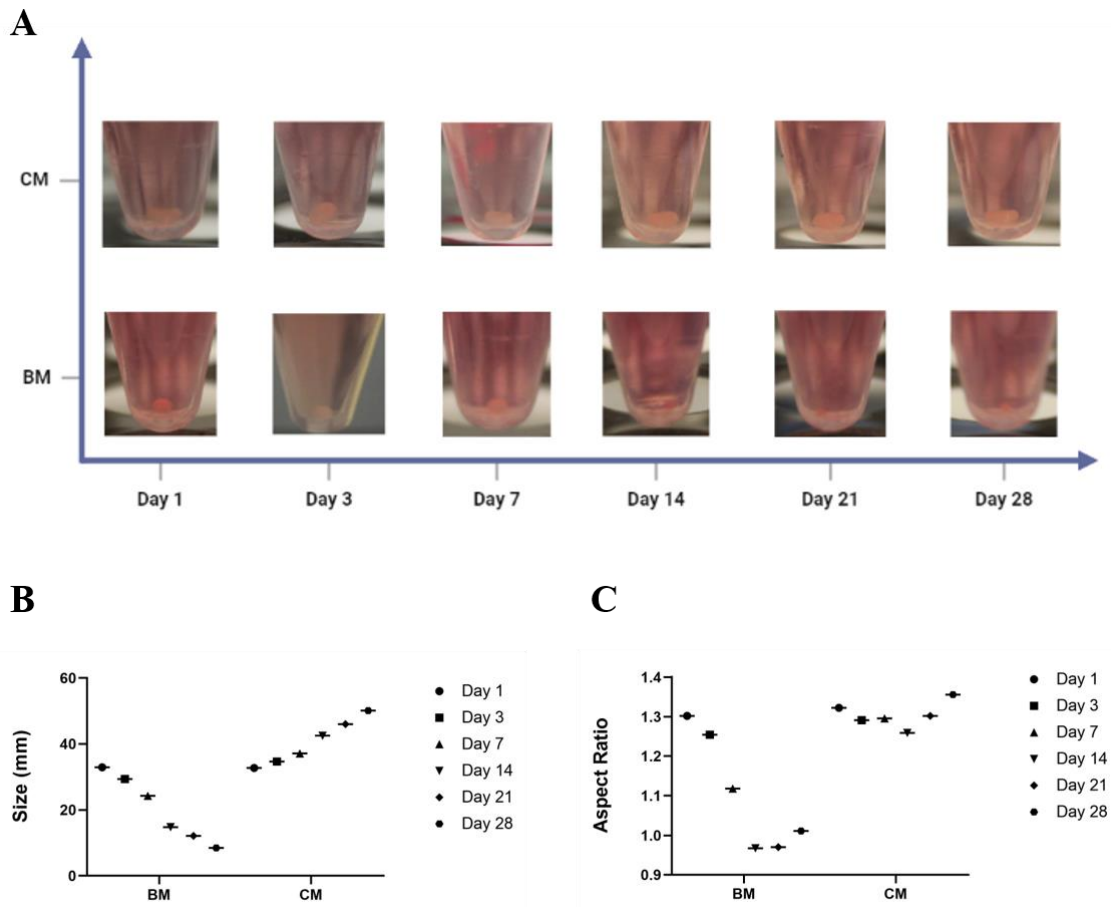 A
CM
BM
Day 1 Day 3 Day 7 Day 14 Day 21 Day 28
B
Size (mm)
60
40
20
0
BM CM
Day 1
Day 3
Day 7
Day 14
Day 21
Day 28
C
Aspect Ratio
1.4
1.3
1.2
1.1
1.0
0.9
BM CM
Day 1
Day 3
Day 7
Day 14
Day 21
Day 28